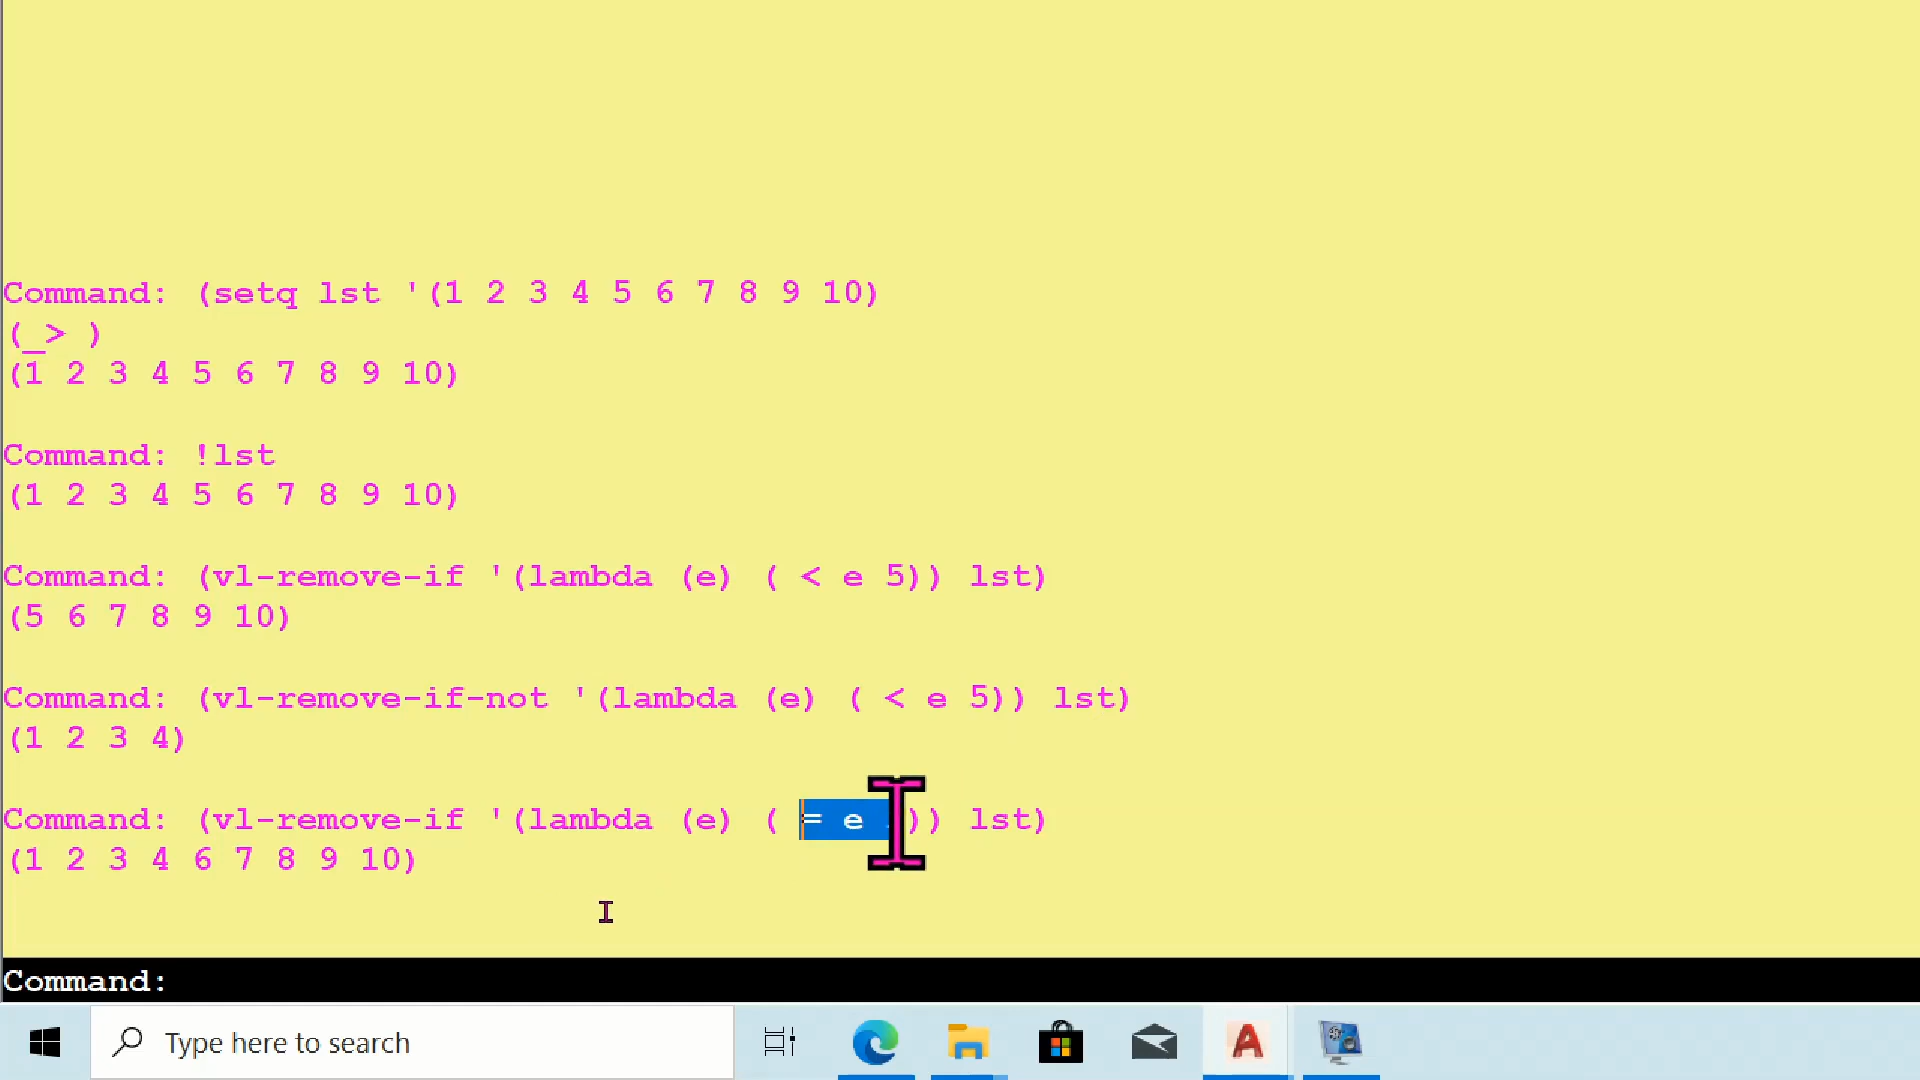 Command: (setq lst '(1 2 3 4 5 6 7 8 9 10)
(_> )
(1 2 3 4 5 6 7 8 9 10)
Command: !lst
(1 2 3 4 5 6 7 8 9 10)
Command: (vl-remove-if '(lambda (e) ( < e 5)) lst)
(5 6 7 8 9 10)
Command: (vl-remove-if-not '(lambda (e) ( < e 5)) lst)
(1 2 3 4)
Command: (vl-remove-if '(lambda (e) ( = e )) lst)
(1 2 3 4 6 7 8 9 10)
Command:
Type here to search